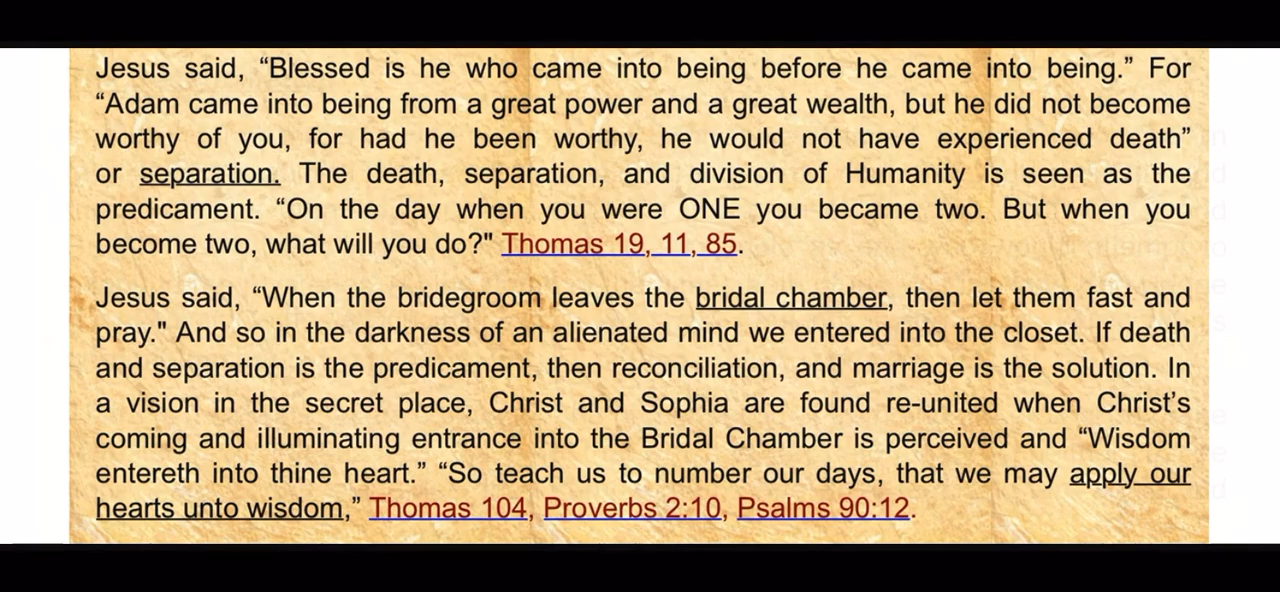 Jesus said, “Blessed is he who came into being before he came into being.” For
“Adam came into being from a great power and a great wealth, but he did not become
worthy of you, for had he been worthy, he would not have experienced death”
or separation. The death, separation, and division of Humanity is seen as the
predicament. “On the day when you were ONE you became two. But when you
become two, what will you do?" Thomas 19, 11, 85.
Jesus said, “When the bridegroom leaves the bridal chamber, then let them fast and
pray." And so in the darkness of an alienated mind we entered into the closet. If death
and separation is the predicament, then reconciliation, and marriage is the solution. In
a vision in the secret place, Christ and Sophia are found re-united when Christ’s
coming and illuminating entrance into the Bridal Chamber is perceived and “Wisdom
entereth into thine heart.” “So teach us to number our days, that we may apply our
hearts unto wisdom,” Thomas 104, Proverbs 2:10, Psalms 90:12.